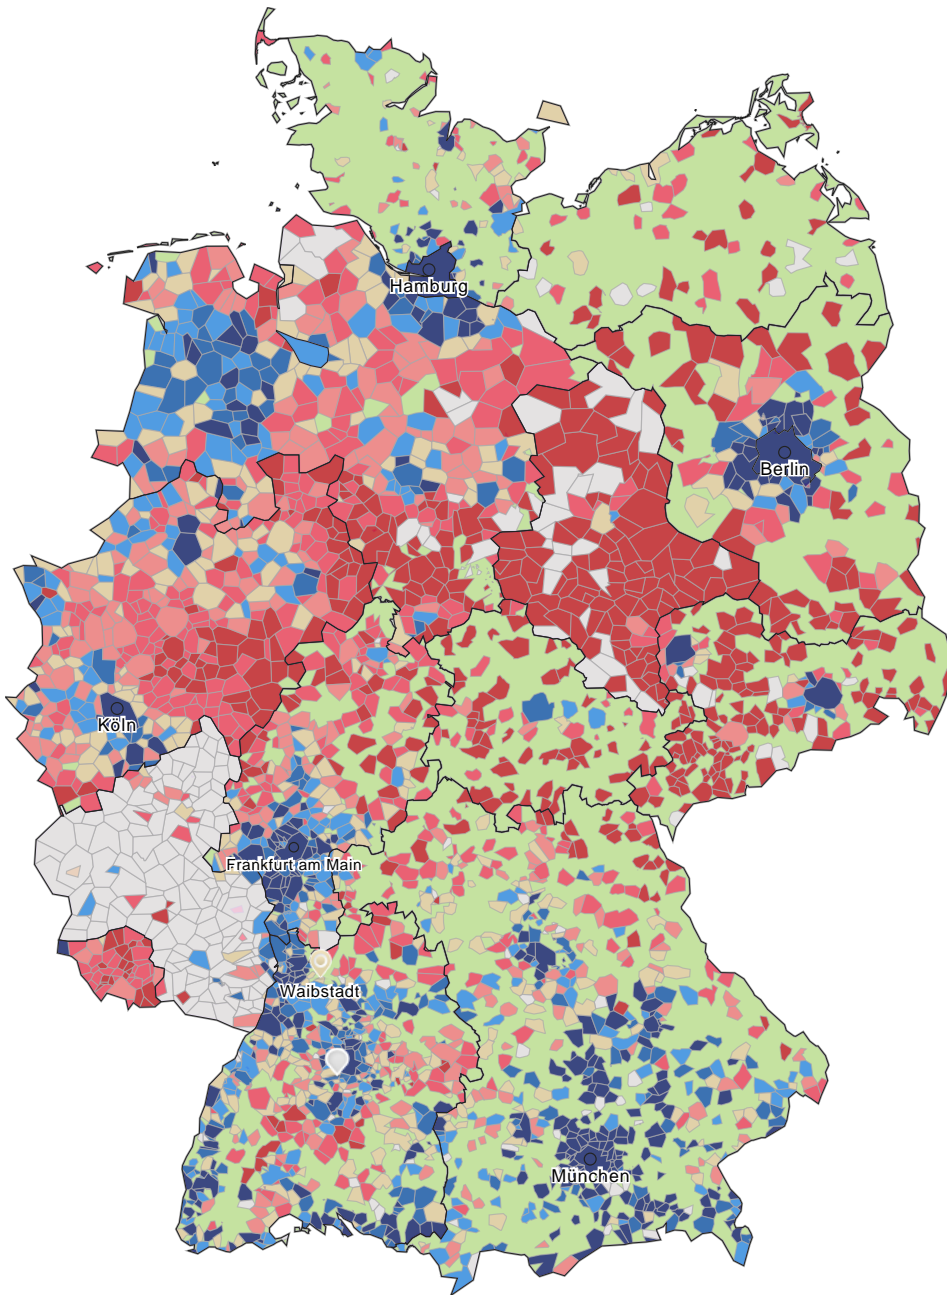 Hamburg
Berlin
Köln
Frankfurt am Main
Waibstadt
München